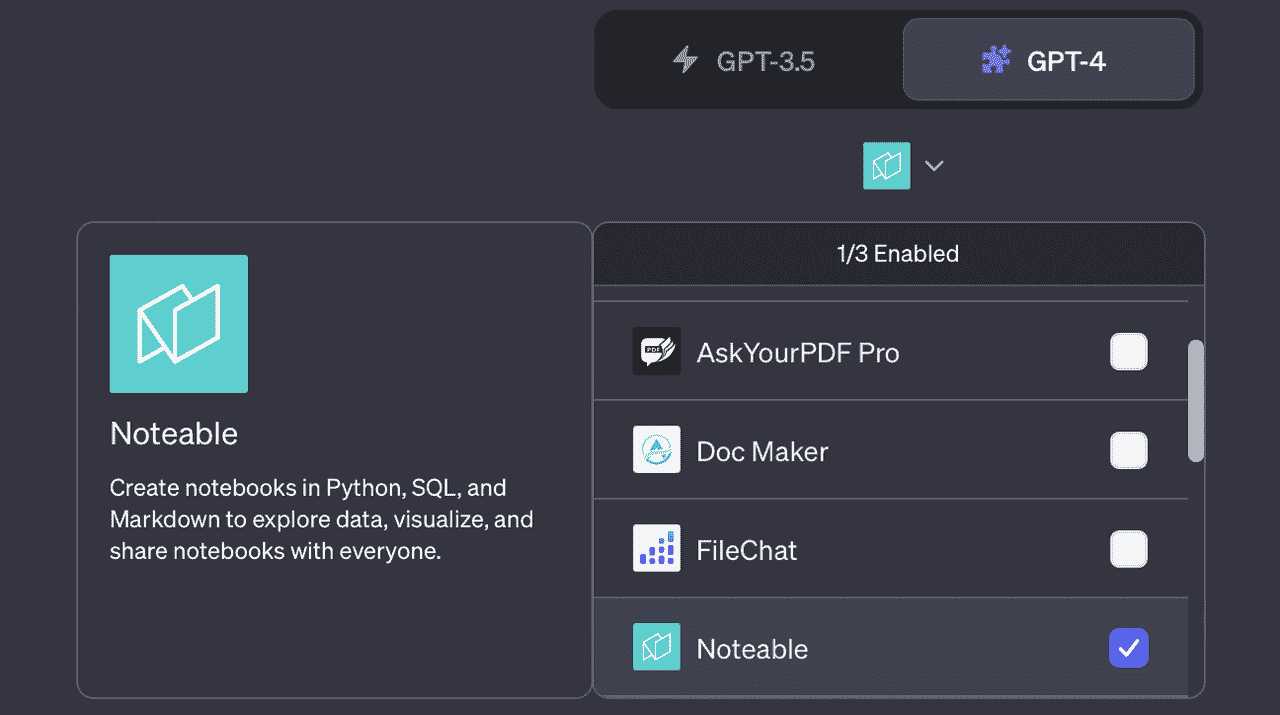 GPT-3.5
GPT-4
Noteable
Create notebooks in Python, SQL, and
Markdown to explore data, visualize, and
share notebooks with everyone.
1/3 Enabled
PDF
AskYourPDF Pro
Doc Maker
FileChat
Noteable